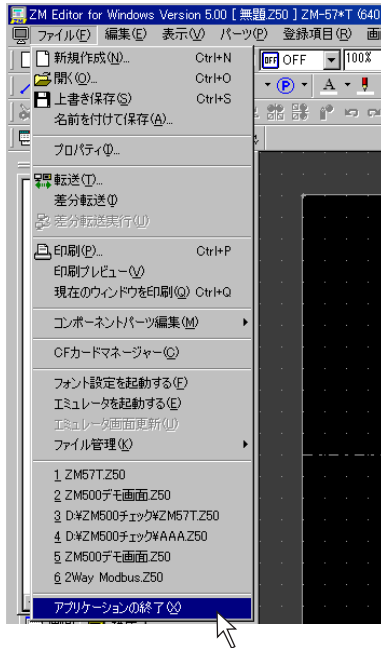 ZM Editor for Windows Version 5.00 [ 無題.Z50 ] ZM-57*T (640
ファイル(F) 編集(E) 表示(V) パーツ(P) 登録項目(R) 画
新規作成(N)... Ctrl+N
OFF OFF 100%
開く(O)... Ctrl+O
上書き保存(S) Ctrl+S
P A
名前を付けて保存(A)...
プロパティ(I)...
転送(T)...
差分転送(I)
差分転送実行(U)
印刷(P)... Ctrl+P
印刷プレビュー(V)
現在のウィンドウを印刷(Q) Ctrl+Q
コンポーネントパーツ編集(M)
CFカードマネージャー(C)
フォント設定を起動する(F)
エミュレータを起動する(E)
エミュレータ画面更新(U)
ファイル管理(K)
1 ZM57T.Z50
2 ZM500デモ画面.Z50
3 D:¥ZM500チェック¥ZM57T.Z50
4 D:¥ZM500チェック¥AAA.Z50
5 ZM500デモ画面.Z50
6 2Way Modbus.Z50
アプリケーションの終了(X)